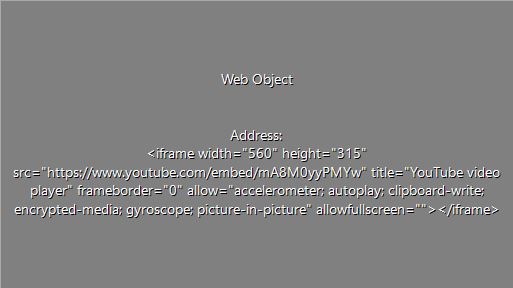 Web Object
Address:
<iframe width="560" height="315"
src="https://www.youtube.com/embed/mA8M0yyPMYw" title="YouTube video
player" frameborder="0" allow="accelerometer; autoplay; clipboard-write;
encrypted-media; gyroscope; picture-in-picture" allowfullscreen=""></iframe>